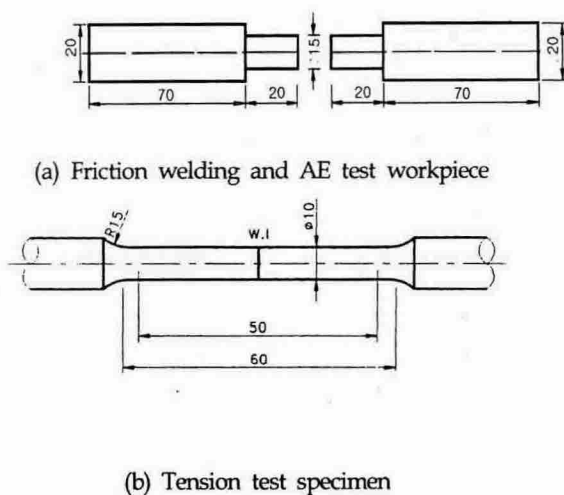 20
15
20
70
20
20
70
(a) Friction welding and AE test workpiece
R15
W.I
ø10
50
60
(b) Tension test specimen